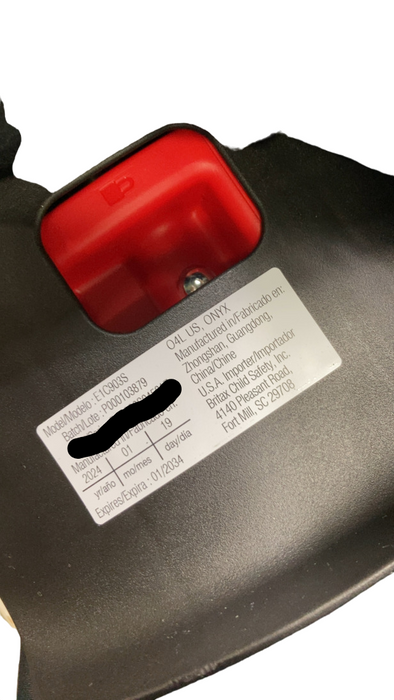 Model/Modelo : E1C903S
Batch/Lote : P000103879
2024 01 19
yr/año mo/mes day/día
Expires/Expira : 01/2034
O4L US, ONYX
Manufactured in/Fabricado en:
Zhongshan, Guangdong,
China/Chine
U.S.A. Importer/Importador
Britax Child Safety, Inc.
4140 Pleasant Road,
Fort Mill, SC 29708